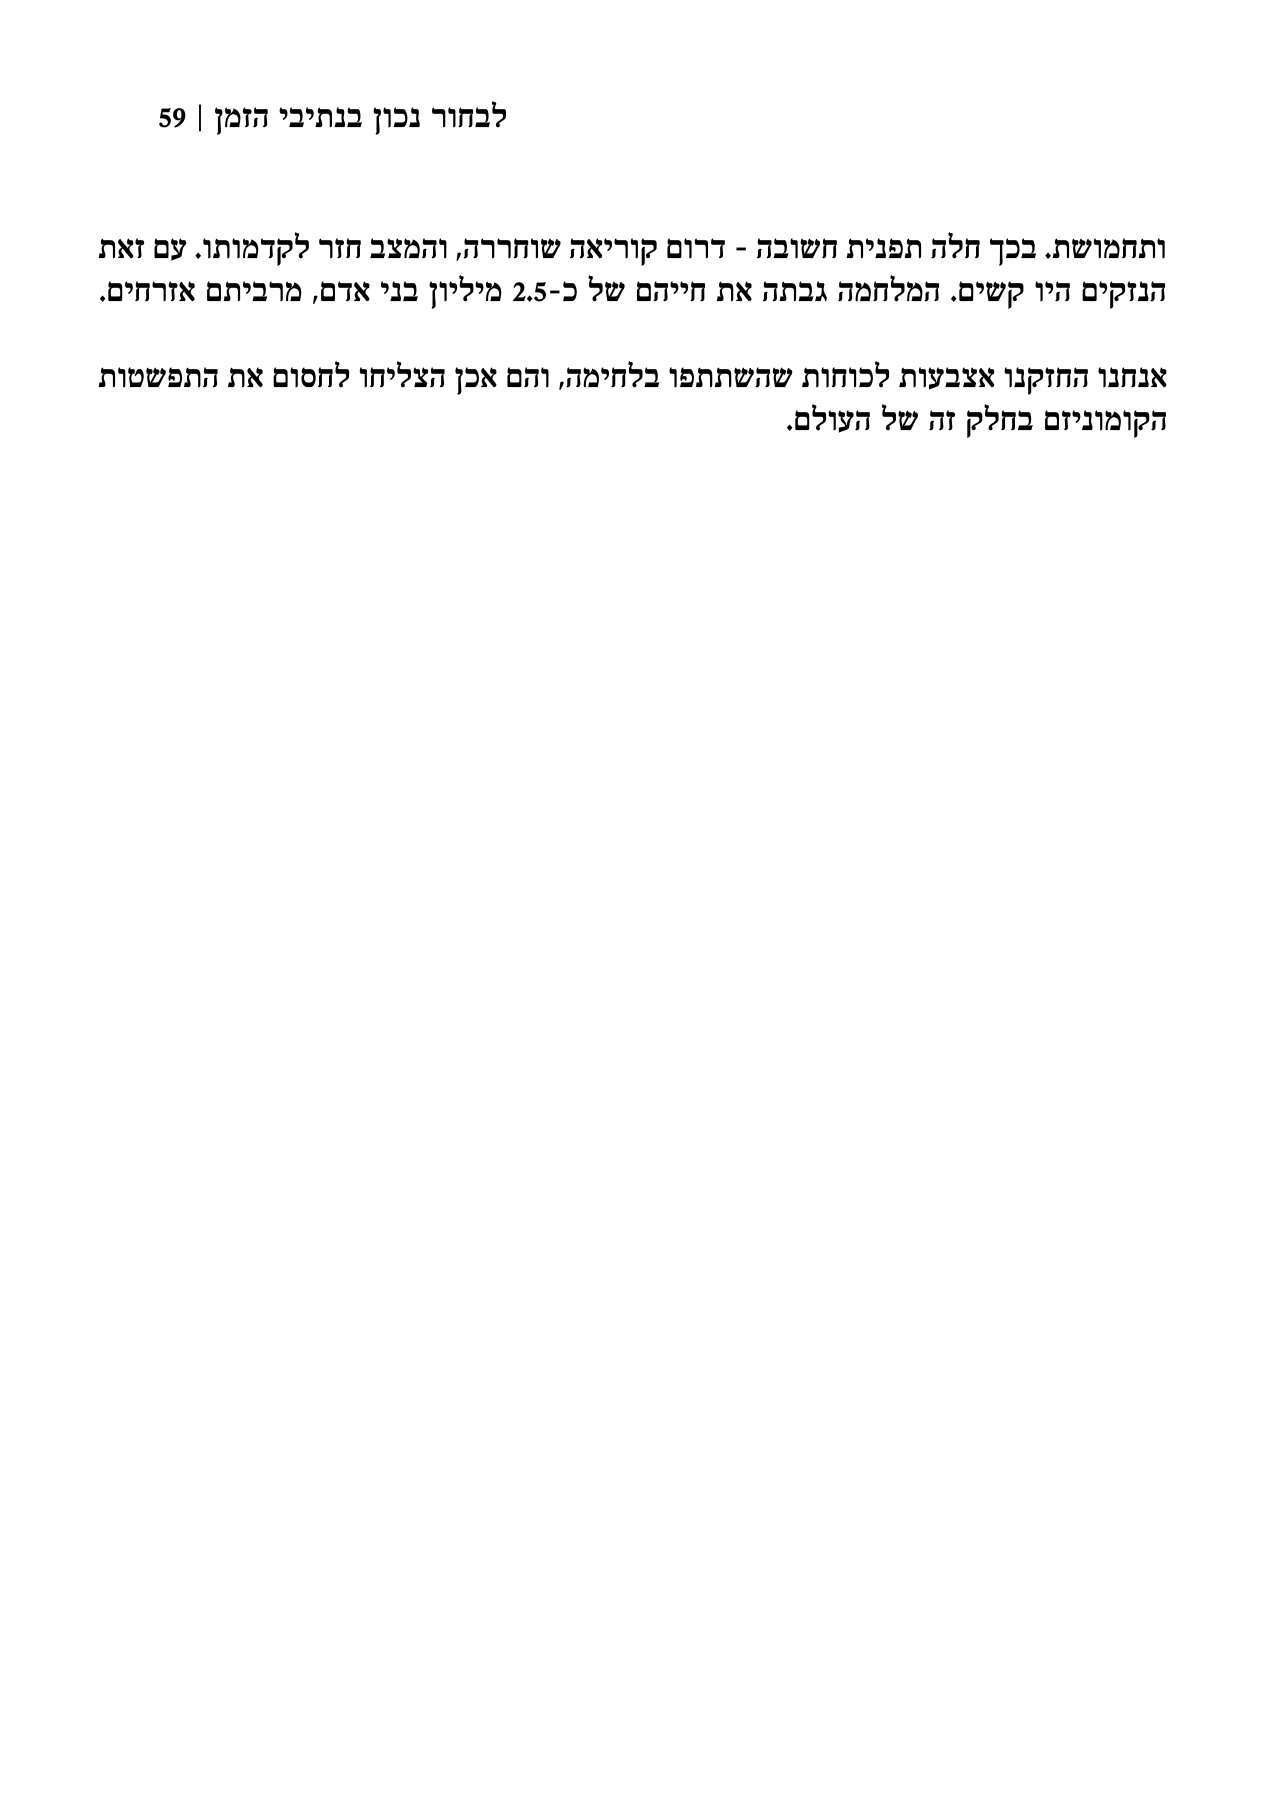 לבחור נכון בנתיבי הזמן | 59
ותחמושת. בכך חלה תפנית חשובה - דרום קוריאה שוחררה, והמצב חזר לקדמותו. עם זאת
הנזקים היו קשים. המלחמה גבתה את חייהם של כ-2.5 מיליון בני אדם, מרביתם אזרחים.
אנחנו החזקנו אצבעות לכוחות שהשתתפו בלחימה, והם אכן הצליחו לחסום את התפשטות
הקומוניזם בחלק זה של העולם.